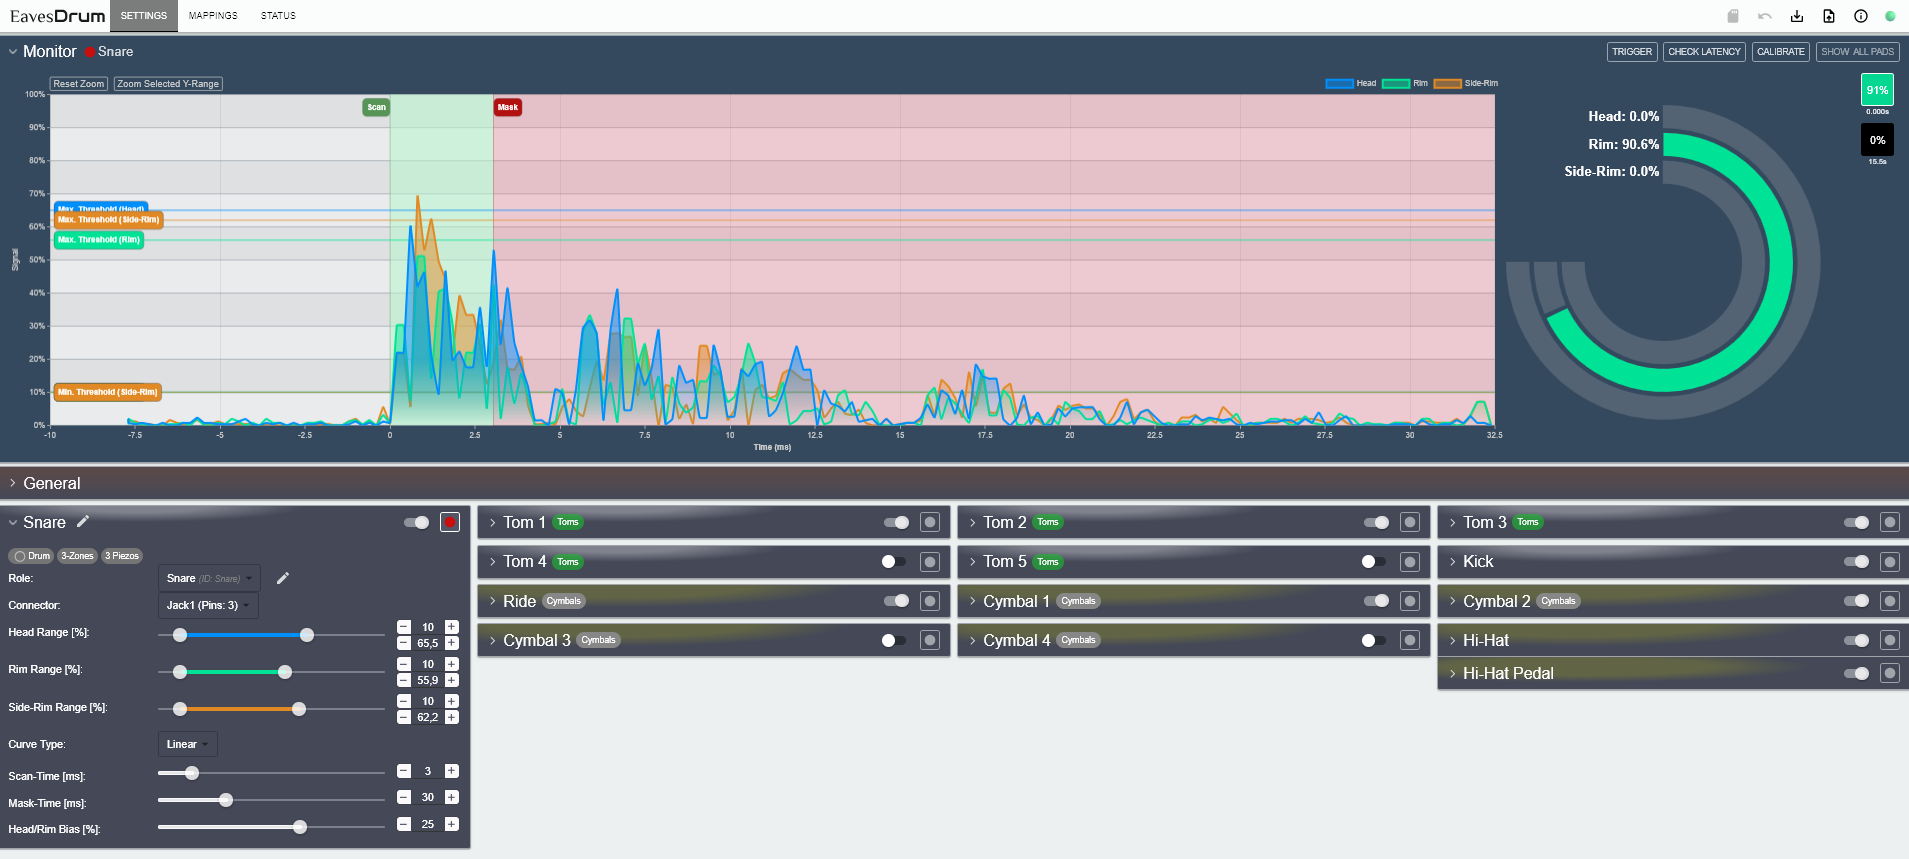 EavesDrum SETTINGS MAPPINGS STATUS
Monitor Snare TRIGGER CHECK LATENCY CALIBRATE SHOW ALL PADS
Reset Zoom Zoom Selected Y-Range Head Rim Side-Rim
100% 90% 80% 70% 60% 50% 40% 30% 20% 10% 0%
Signal
Scan Mask
Max. Threshold (Head)
Max. Threshold (Side-Rim)
Max. Threshold (Rim)
Min. Threshold (Side-Rim)
-10 -7.5 -5 -2.5 0 2.5 5 7.5 10 12.5 15 17.5 20 22.5 25 27.5 30 32.5
Time (ms)
Head: 0.0%
Rim: 90.6%
Side-Rim: 0.0%
91%
0.000s
0%
15.5s
General
Snare
Drum 3-Zones 3 Piezos
Role: Snare (ID: Snare)
Connector: Jack1 (Pins: 3)
Head Range [%]: − 10 +
− 65,5 +
Rim Range [%]: − 10 +
− 55,9 +
Side-Rim Range [%]: − 10 +
− 62,2 +
Curve Type: Linear
Scan-Time [ms]: − 3 +
Mask-Time [ms]: − 30 +
Head/Rim Bias [%]: − 25 +
Tom 1 Toms
Tom 2 Toms
Tom 3 Toms
Tom 4 Toms
Tom 5 Toms
Kick
Ride Cymbals
Cymbal 1 Cymbals
Cymbal 2 Cymbals
Cymbal 3 Cymbals
Cymbal 4 Cymbals
Hi-Hat
Hi-Hat Pedal